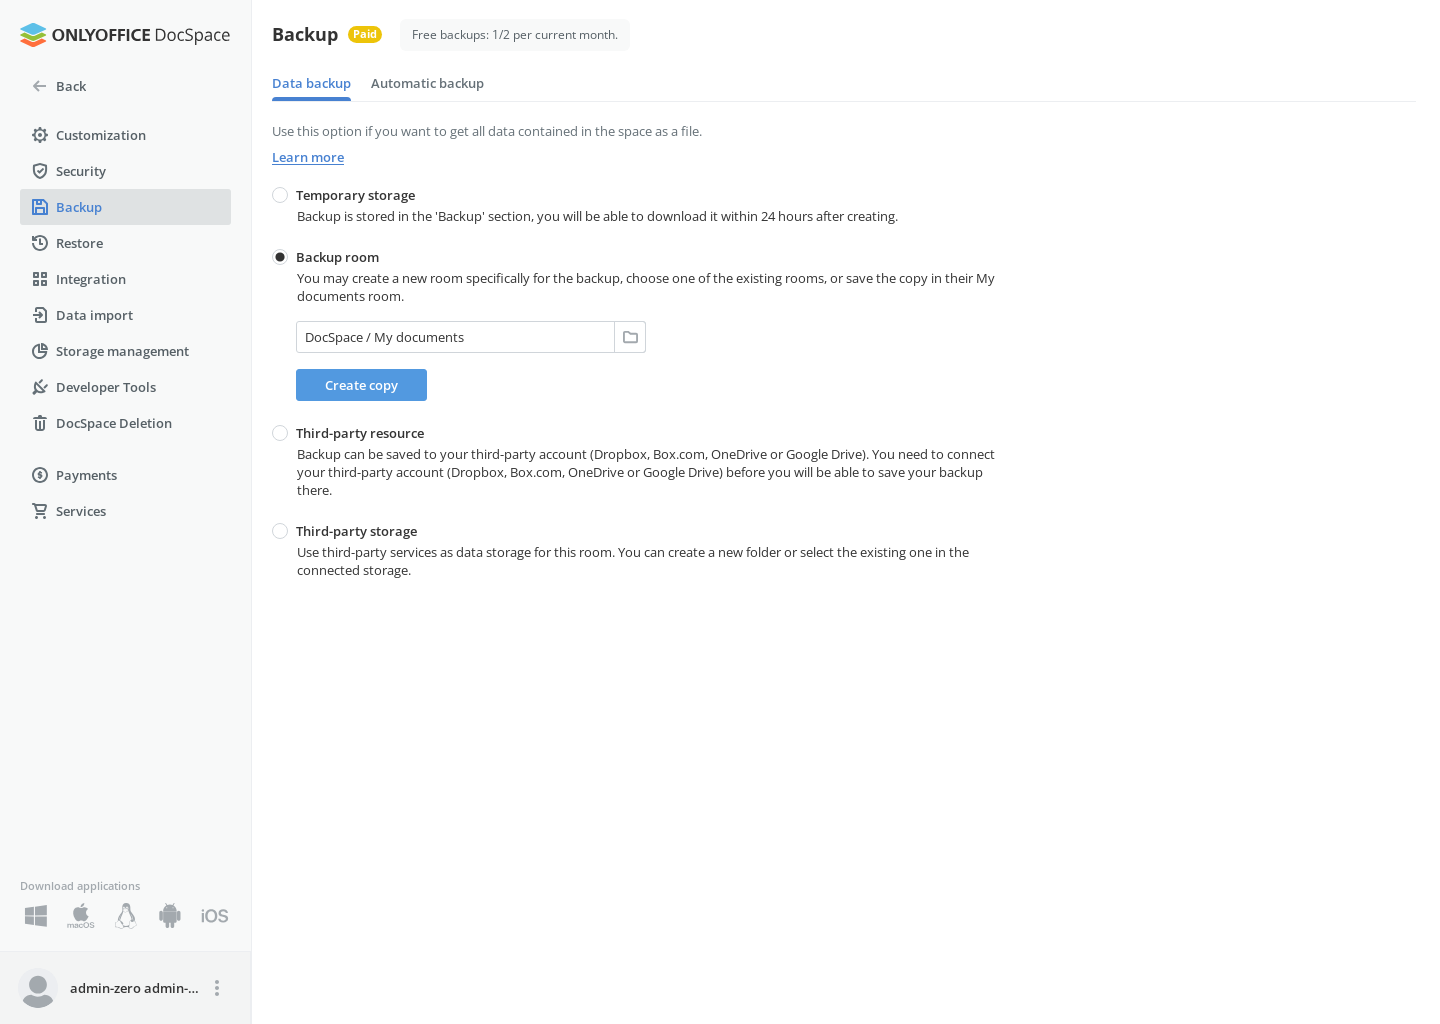 ONLYOFFICE DocSpace
Back
Customization
Security
Backup
Restore
Integration
Data import
Storage management
Developer Tools
DocSpace Deletion
Payments
Services
Download applications
macOS
iOS
admin-zero admin-...
Backup
Paid
Free backups: 1/2 per current month.
Data backup
Automatic backup
Use this option if you want to get all data contained in the space as a file.
Learn more
Temporary storage
Backup is stored in the 'Backup' section, you will be able to download it within 24 hours after creating.
Backup room
You may create a new room specifically for the backup, choose one of the existing rooms, or save the copy in their My
documents room.
DocSpace / My documents
Create copy
Third-party resource
Backup can be saved to your third-party account (Dropbox, Box.com, OneDrive or Google Drive). You need to connect
your third-party account (Dropbox, Box.com, OneDrive or Google Drive) before you will be able to save your backup
there.
Third-party storage
Use third-party services as data storage for this room. You can create a new folder or select the existing one in the
connected storage.